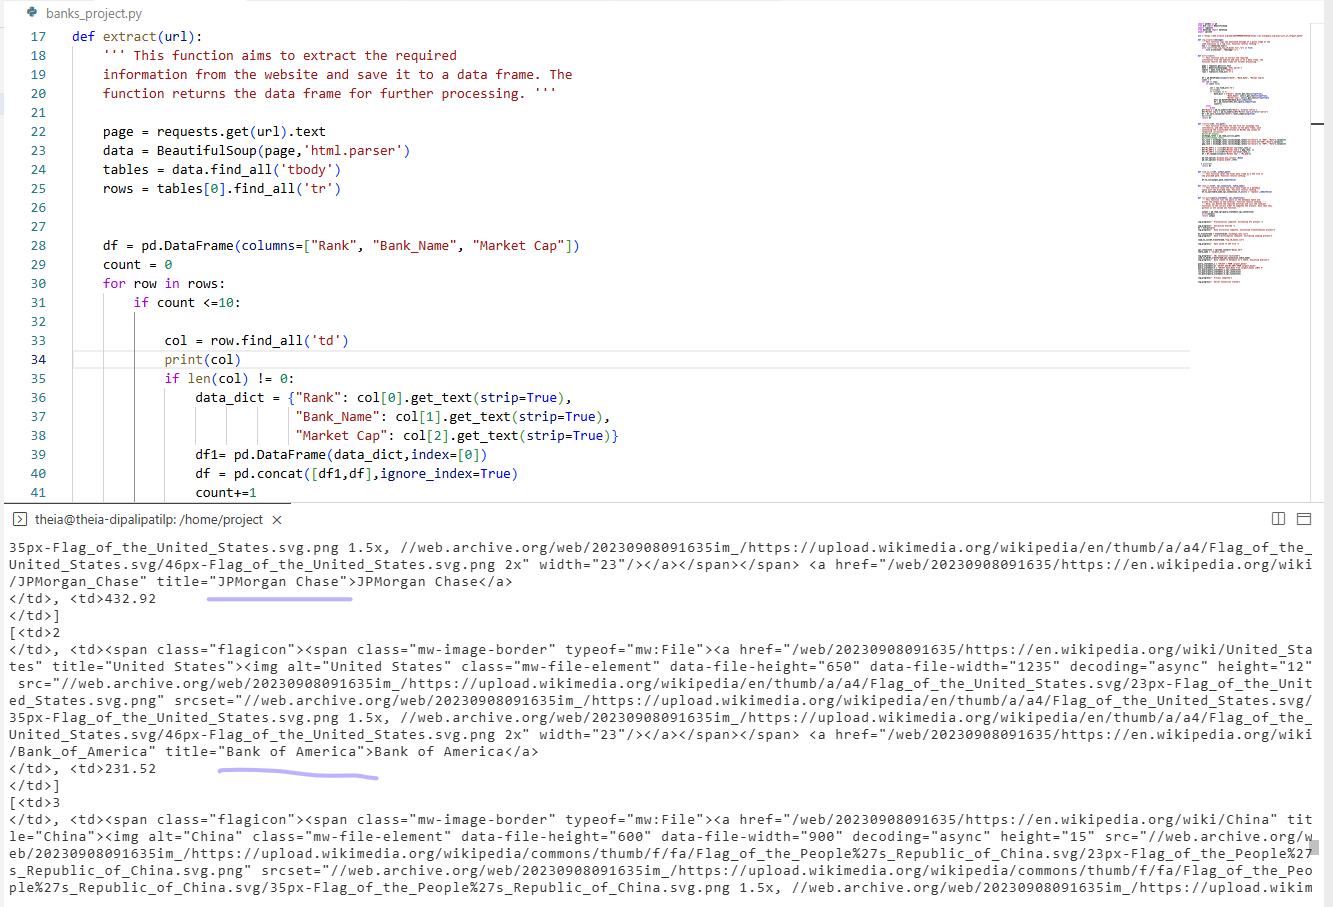 banks_project.py
17 def extract(url):
18 ''' This function aims to extract the required
19 information from the website and save it to a data frame. The
20 function returns the data frame for further processing. '''
21
22 page = requests.get(url).text
23 data = BeautifulSoup(page,'html.parser')
24 tables = data.find_all('tbody')
25 rows = tables[0].find_all('tr')
26
27
28 df = pd.DataFrame(columns=["Rank", "Bank_Name", "Market Cap"])
29 count = 0
30 for row in rows:
31 if count <=10:
32
33 col = row.find_all('td')
34 print(col)
35 if len(col) != 0:
36 data_dict = {"Rank": col[0].get_text(strip=True),
37 "Bank_Name": col[1].get_text(strip=True),
38 "Market Cap": col[2].get_text(strip=True)}
39 df1= pd.DataFrame(data_dict,index=[0])
40 df = pd.concat([df1,df],ignore_index=True)
41 count+=1
theia@theia-dipalipatilp: /home/project
35px-Flag_of_the_United_States.svg.png 1.5x, //web.archive.org/web/20230908091635im_/https://upload.wikimedia.org/wikipedia/en/thumb/a/a4/Flag_of_the_
United_States.svg/46px-Flag_of_the_United_States.svg.png 2x" width="23"/></a></span></span> <a href="/web/20230908091635/https://en.wikipedia.org/wiki
/JPMorgan_Chase" title="JPMorgan Chase">JPMorgan Chase</a>
</td>, <td>432.92
</td>]
[<td>2
</td>, <td><span class="flagicon"><span class="mw-image-border" typeof="mw:File"><a href="/web/20230908091635/https://en.wikipedia.org/wiki/United_Sta
tes" title="United States"><img alt="United States" class="mw-file-element" data-file-height="650" data-file-width="1235" decoding="async" height="12"
src="//web.archive.org/web/20230908091635im_/https://upload.wikimedia.org/wikipedia/en/thumb/a/a4/Flag_of_the_United_States.svg/23px-Flag_of_the_Unit
ed_States.svg.png" srcset="//web.archive.org/web/20230908091635im_/https://upload.wikimedia.org/wikipedia/en/thumb/a/a4/Flag_of_the_United_States.svg/
35px-Flag_of_the_United_States.svg.png 1.5x, //web.archive.org/web/20230908091635im_/https://upload.wikimedia.org/wikipedia/en/thumb/a/a4/Flag_of_the_
United_States.svg/46px-Flag_of_the_United_States.svg.png 2x" width="23"/></a></span></span> <a href="/web/20230908091635/https://en.wikipedia.org/wiki
/Bank_of_America" title="Bank of America">Bank of America</a>
</td>, <td>231.52
</td>]
[<td>3
</td>, <td><span class="flagicon"><span class="mw-image-border" typeof="mw:File"><a href="/web/20230908091635/https://en.wikipedia.org/wiki/China" tit
le="China"><img alt="China" class="mw-file-element" data-file-height="600" data-file-width="900" decoding="async" height="15" src="//web.archive.org/w
eb/20230908091635im_/https://upload.wikimedia.org/wikipedia/commons/thumb/f/fa/Flag_of_the_People%27s_Republic_of_China.svg/23px-Flag_of_the_People%27
s_Republic_of_China.svg.png" srcset="//web.archive.org/web/20230908091635im_/https://upload.wikimedia.org/wikipedia/commons/thumb/f/fa/Flag_of_the_Peo
ple%27s_Republic_of_China.svg/35px-Flag_of_the_People%27s_Republic_of_China.svg.png 1.5x, //web.archive.org/web/20230908091635im_/https://upload.wikim